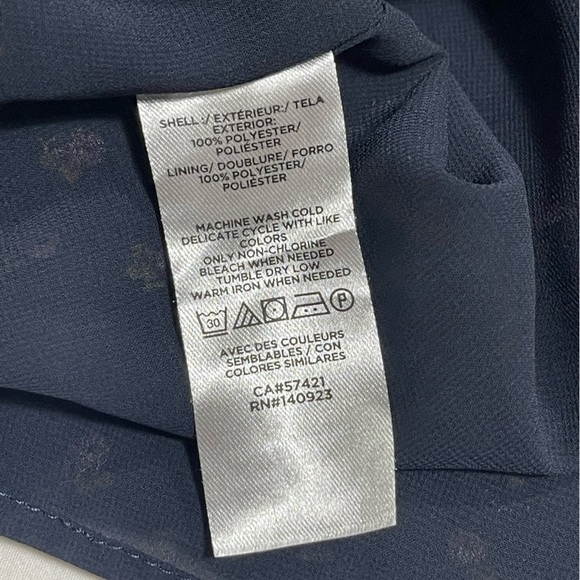 SHELL :/ EXTÉRIEUR:/ TELA
EXTERIOR:
100% POLYESTER/
POLIÉSTER
LINING/ DOUBLURE/ FORRO
100% POLYESTER/
POLIÉSTER
MACHINE WASH COLD
DELICATE CYCLE WITH LIKE
COLORS
ONLY NON-CHLORINE
BLEACH WHEN NEEDED
TUMBLE DRY LOW
WARM IRON WHEN NEEDED
30 P
AVEC DES COULEURS
SEMBLABLES / CON
COLORES SIMILARES
CA#57421
RN#140923